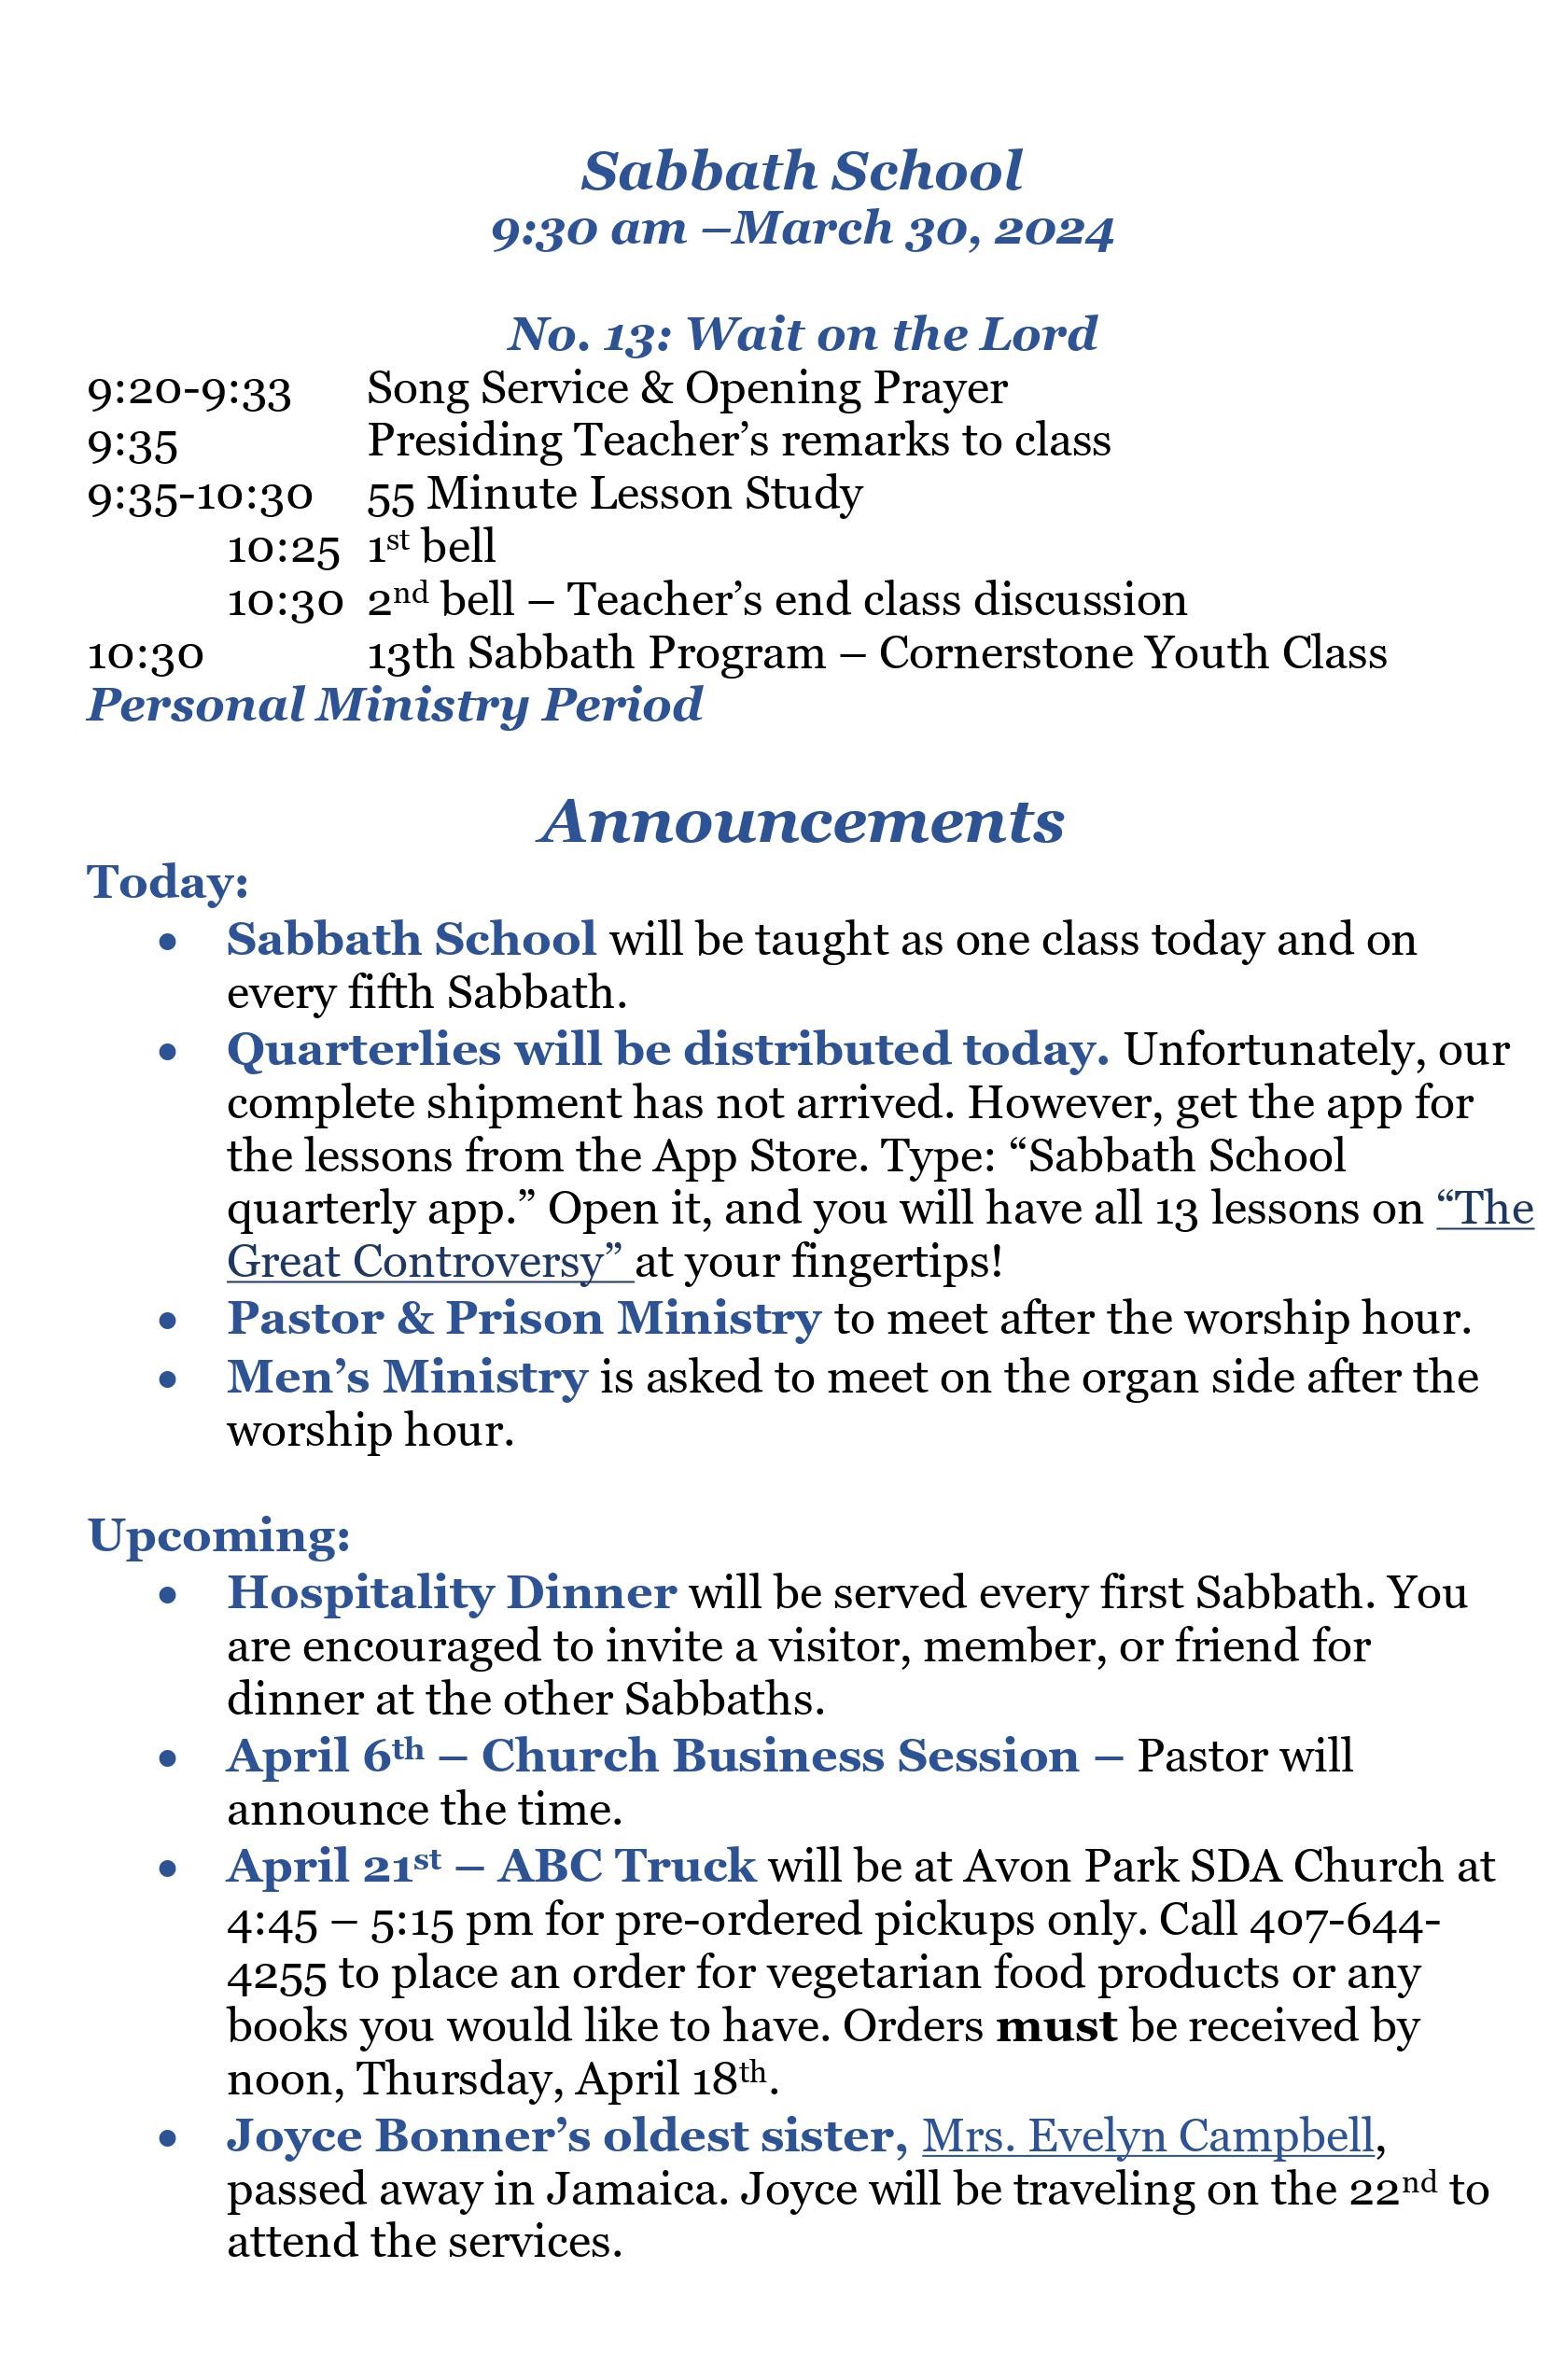 Sabbath School
9:30 am –March 30, 2024
No. 13: Wait on the Lord
9:20-9:33 Song Service & Opening Prayer
9:35 Presiding Teacher’s remarks to class
9:35-10:30 55 Minute Lesson Study
10:25 1st bell
10:30 2nd bell – Teacher’s end class discussion
10:30 13th Sabbath Program – Cornerstone Youth Class
Personal Ministry Period
Announcements
Today:
• Sabbath School will be taught as one class today and on
every fifth Sabbath.
• Quarterlies will be distributed today. Unfortunately, our
complete shipment has not arrived. However, get the app for
the lessons from the App Store. Type: “Sabbath School
quarterly app.” Open it, and you will have all 13 lessons on “The
Great Controversy” at your fingertips!
• Pastor & Prison Ministry to meet after the worship hour.
• Men’s Ministry is asked to meet on the organ side after the
worship hour.
Upcoming:
• Hospitality Dinner will be served every first Sabbath. You
are encouraged to invite a visitor, member, or friend for
dinner at the other Sabbaths.
• April 6th – Church Business Session – Pastor will
announce the time.
• April 21st – ABC Truck will be at Avon Park SDA Church at
4:45 – 5:15 pm for pre-ordered pickups only. Call 407-644-
4255 to place an order for vegetarian food products or any
books you would like to have. Orders must be received by
noon, Thursday, April 18th.
• Joyce Bonner’s oldest sister, Mrs. Evelyn Campbell,
passed away in Jamaica. Joyce will be traveling on the 22nd to
attend the services.